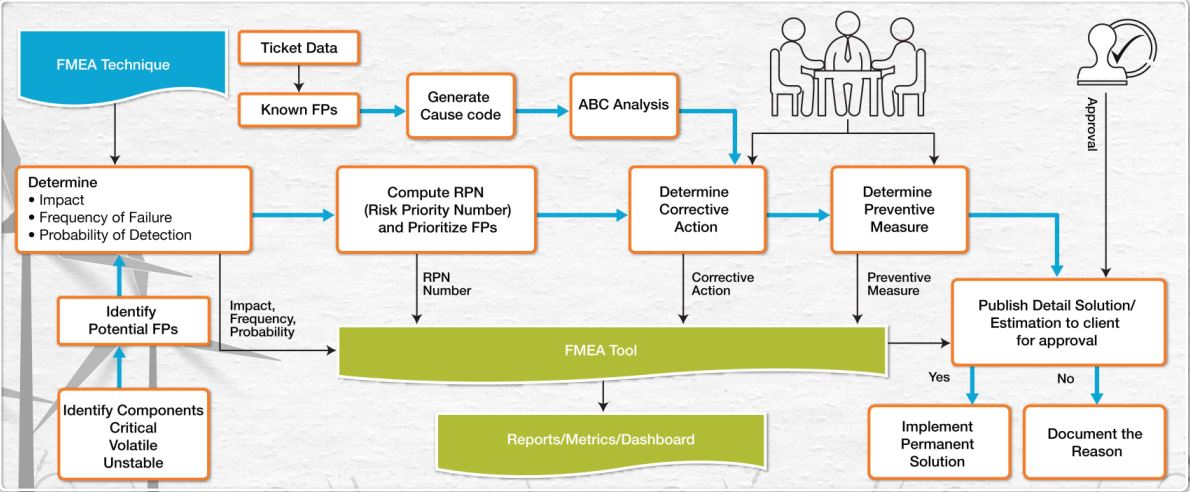 FMEA Technique
Ticket Data
Known FPs
Generate
Cause code
ABC Analysis
Approval
Determine
• Impact
• Frequency of Failure
• Probability of Detection
Compute RPN
(Risk Priority Number)
and Prioritize FPs
Determine
Corrective
Action
Determine
Preventive
Measure
Identify
Potential FPs
Impact,
Frequency,
Probability
RPN
Number
Corrective
Action
Preventive
Measure
Publish Detail Solution/
Estimation to client
for approval
FMEA Tool
Identify Components
Critical
Volatile
Unstable
Yes
No
Reports/Metrics/Dashboard
Implement
Permanent
Solution
Document the
Reason